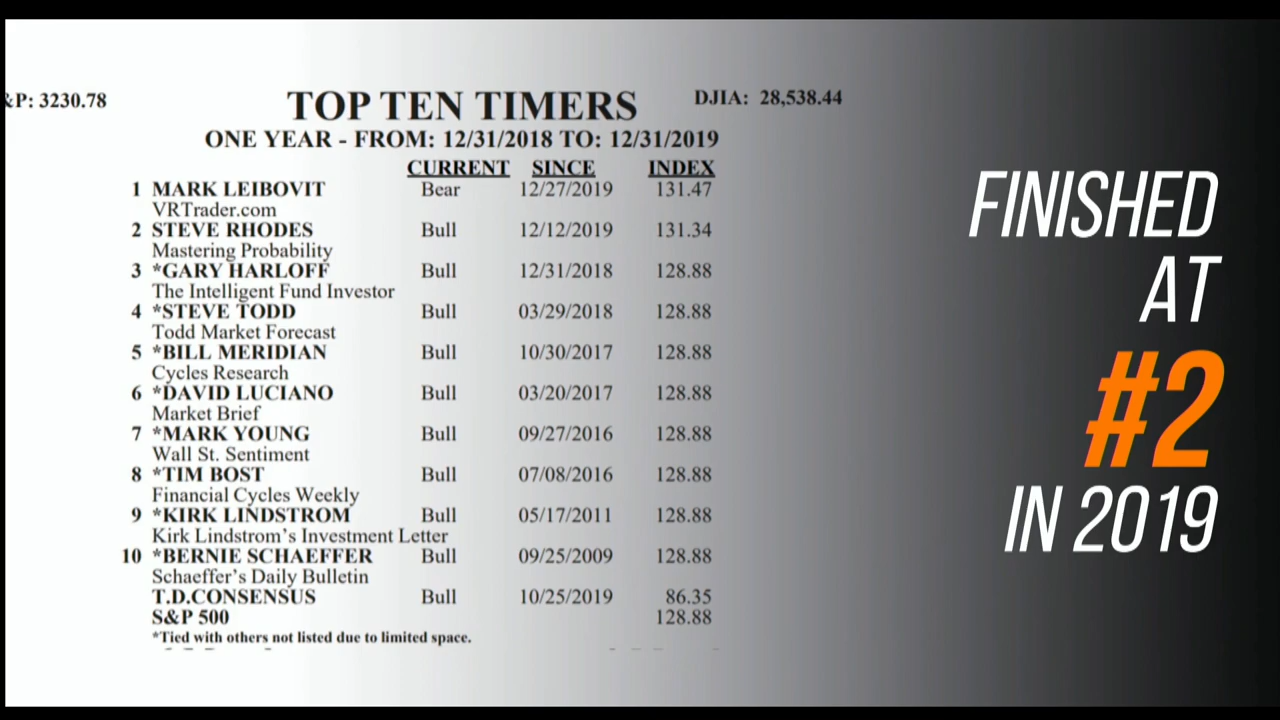 &P: 3230.78
TOP TEN TIMERS
DJIA: 28,538.44
ONE YEAR - FROM: 12/31/2018 TO: 12/31/2019
CURRENT SINCE INDEX
1 MARK LEIBOVIT Bear 12/27/2019 131.47
VRTrader.com
2 STEVE RHODES Bull 12/12/2019 131.34
Mastering Probability
3 *GARY HARLOFF Bull 12/31/2018 128.88
The Intelligent Fund Investor
4 *STEVE TODD Bull 03/29/2018 128.88
Todd Market Forecast
5 *BILL MERIDIAN Bull 10/30/2017 128.88
Cycles Research
6 *DAVID LUCIANO Bull 03/20/2017 128.88
Market Brief
7 *MARK YOUNG Bull 09/27/2016 128.88
Wall St. Sentiment
8 *TIM BOST Bull 07/08/2016 128.88
Financial Cycles Weekly
9 *KIRK LINDSTROM Bull 05/17/2011 128.88
Kirk Lindstrom's Investment Letter
10 *BERNIE SCHAEFFER Bull 09/25/2009 128.88
Schaeffer's Daily Bulletin
T.D.CONSENSUS Bull 10/25/2019 86.35
S&P 500 128.88
*Tied with others not listed due to limited space.
FINISHED
AT
#2
IN 2019